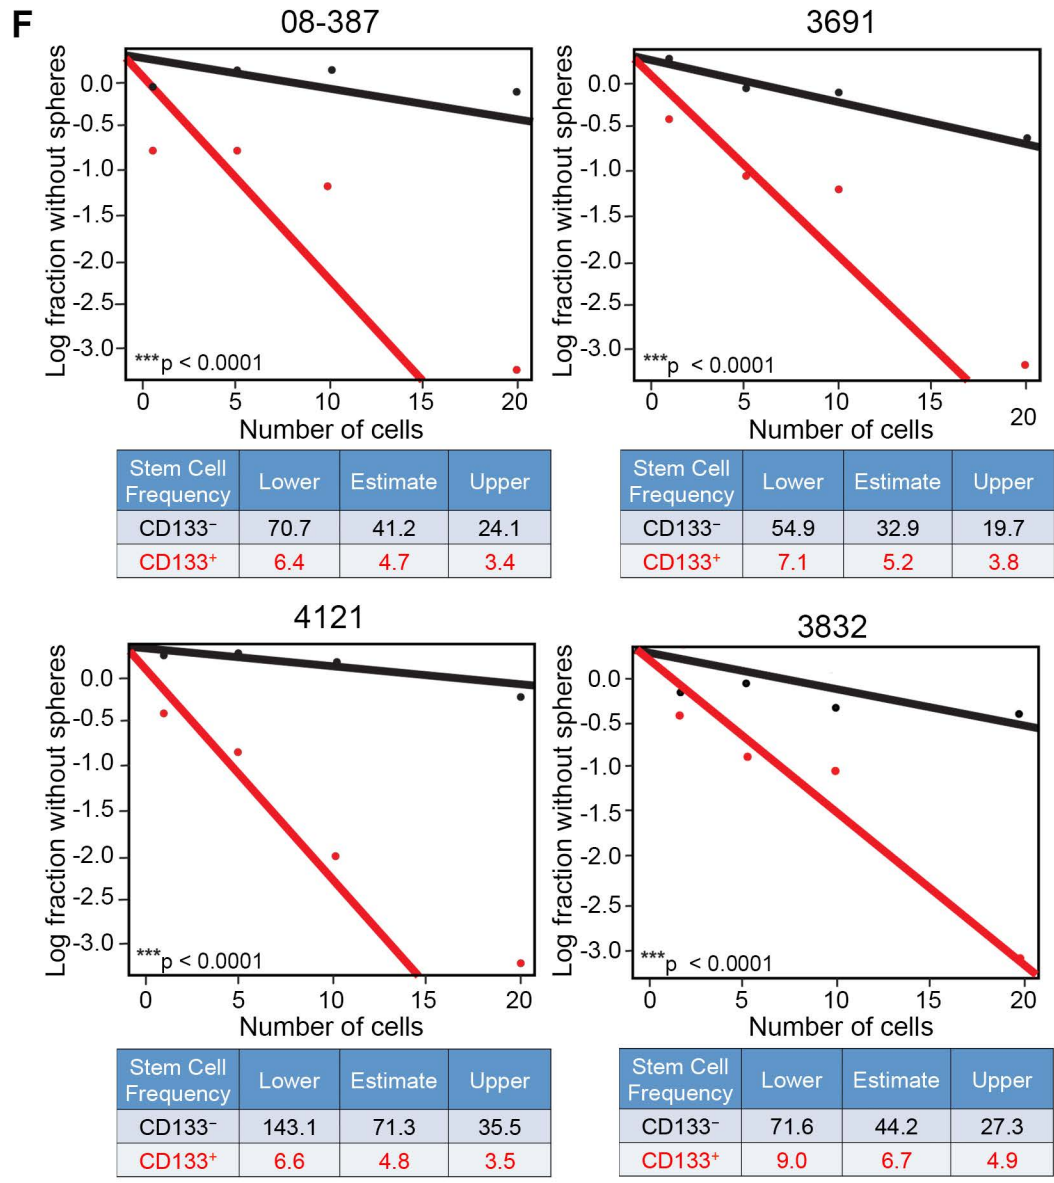 F
08-387
Log fraction without spheres
0.0
-0.5
-1.0
-1.5
-2.0
-2.5
-3.0
***p < 0.0001
0 5 10 15 20
Number of cells
Stem Cell Frequency Lower Estimate Upper
CD133⁻ 70.7 41.2 24.1
CD133⁺ 6.4 4.7 3.4
3691
Log fraction without spheres
0.0
-0.5
-1.0
-1.5
-2.0
-2.5
-3.0
***p < 0.0001
0 5 10 15 20
Number of cells
Stem Cell Frequency Lower Estimate Upper
CD133⁻ 54.9 32.9 19.7
CD133⁺ 7.1 5.2 3.8
4121
Log fraction without spheres
0.0
-0.5
-1.0
-1.5
-2.0
-2.5
-3.0
***p < 0.0001
0 5 10 15 20
Number of cells
Stem Cell Frequency Lower Estimate Upper
CD133⁻ 143.1 71.3 35.5
CD133⁺ 6.6 4.8 3.5
3832
Log fraction without spheres
0.0
-0.5
-1.0
-1.5
-2.0
-2.5
-3.0
***p < 0.0001
0 5 10 15 20
Number of cells
Stem Cell Frequency Lower Estimate Upper
CD133⁻ 71.6 44.2 27.3
CD133⁺ 9.0 6.7 4.9